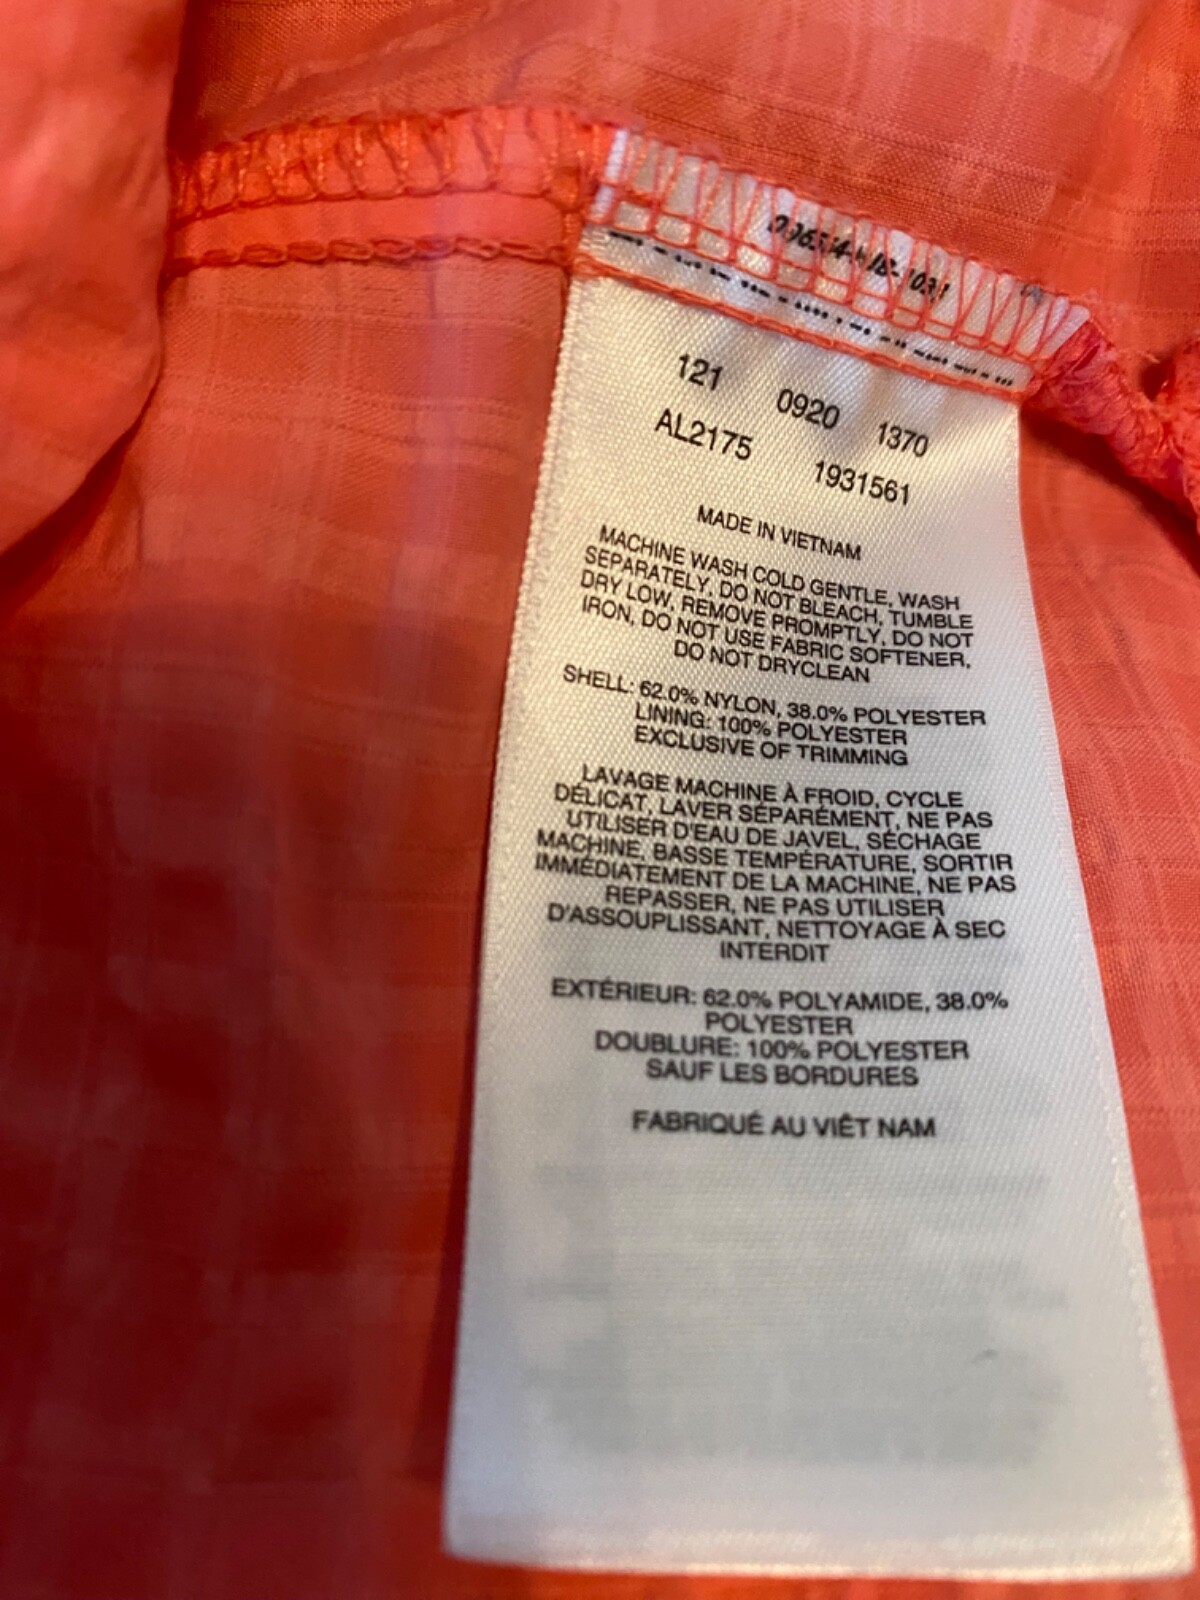 121 0920 1370
AL2175 1931561
MADE IN VIETNAM
MACHINE WASH COLD GENTLE, WASH
SEPARATELY, DO NOT BLEACH, TUMBLE
DRY LOW, REMOVE PROMPTLY, DO NOT
IRON, DO NOT USE FABRIC SOFTENER,
DO NOT DRYCLEAN
SHELL: 62.0% NYLON, 38.0% POLYESTER
LINING: 100% POLYESTER
EXCLUSIVE OF TRIMMING
LAVAGE MACHINE À FROID, CYCLE
DÉLICAT, LAVER SÉPARÉMENT, NE PAS
UTILISER D'EAU DE JAVEL, SÉCHAGE
MACHINE, BASSE TEMPÉRATURE, SORTIR
IMMÉDIATEMENT DE LA MACHINE, NE PAS
REPASSER, NE PAS UTILISER
D'ASSOUPLISSANT, NETTOYAGE À SEC
INTERDIT
EXTÉRIEUR: 62.0% POLYAMIDE, 38.0%
POLYESTER
DOUBLURE: 100% POLYESTER
SAUF LES BORDURES
FABRIQUÉ AU VIÊT NAM